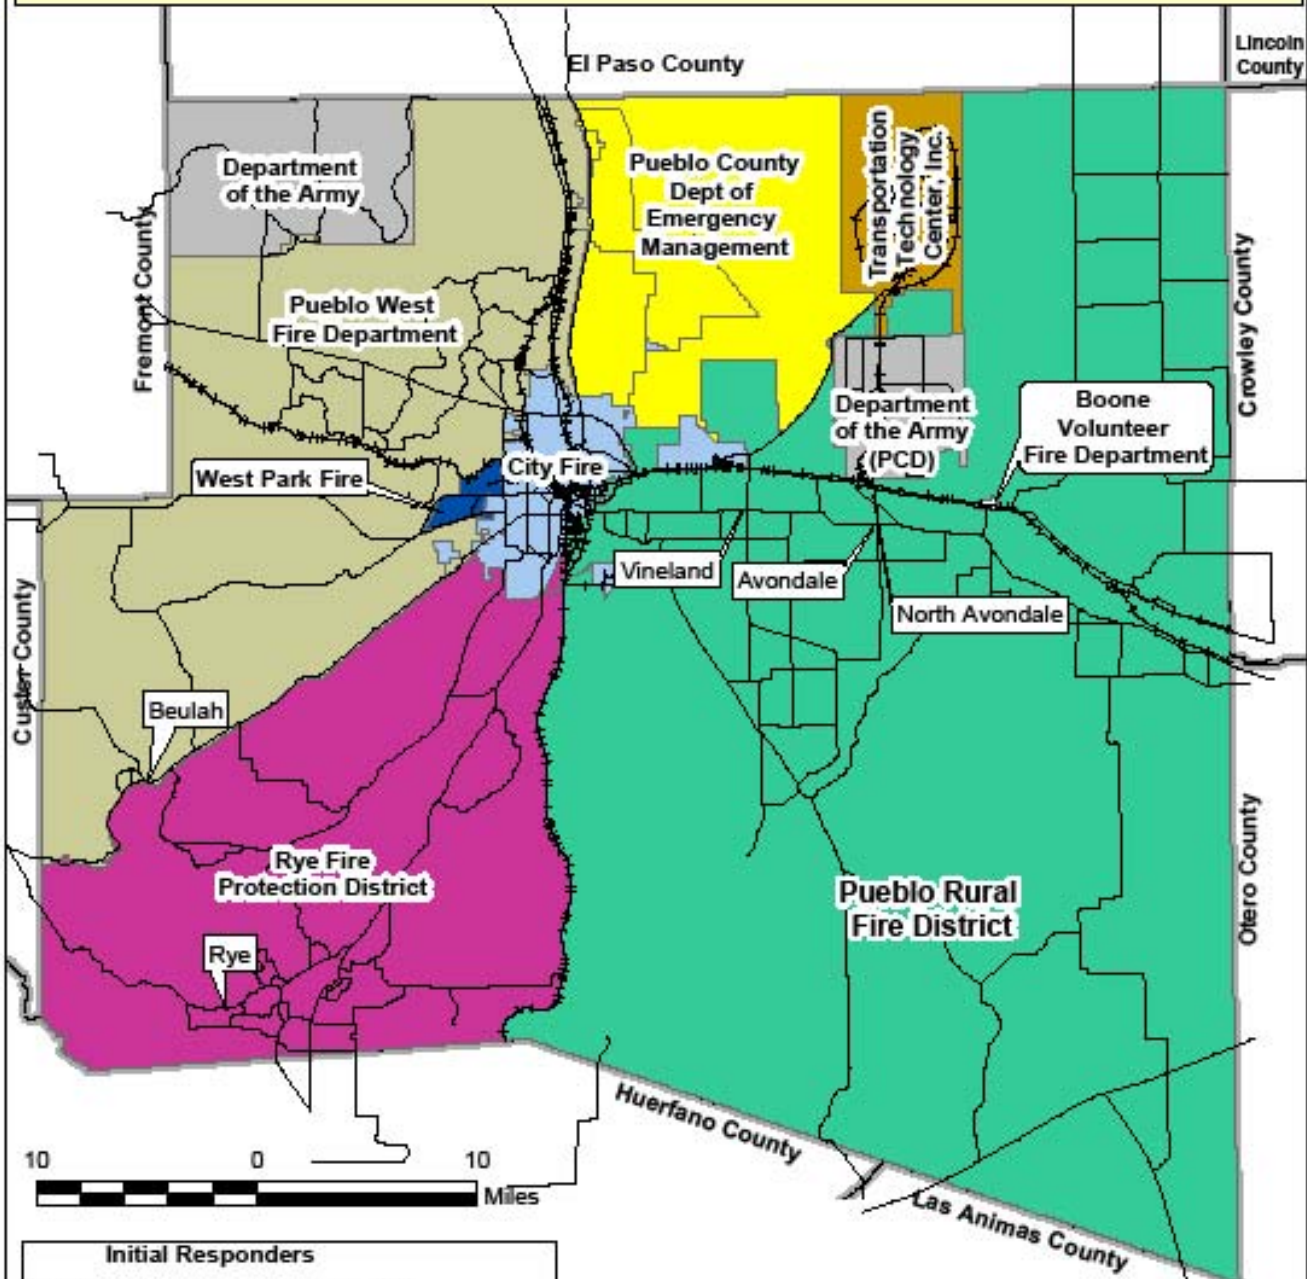 El Paso County
Lincoln
County
Department
of the Army
Pueblo County
Dept of
Emergency
Management
Transportation
Technology
Center, Inc.
Fremont County
Pueblo West
Fire Department
Crowley County
Department
of the Army
(PCD)
Boone
Volunteer
Fire Department
West Park Fire
City Fire
Vineland
Avondale
North Avondale
Custer County
Beulah
Rye Fire
Protection District
Pueblo Rural
Fire District
Otero County
Rye
Huerfano County
Las Animas County
10 0 10
Miles
Initial Responders